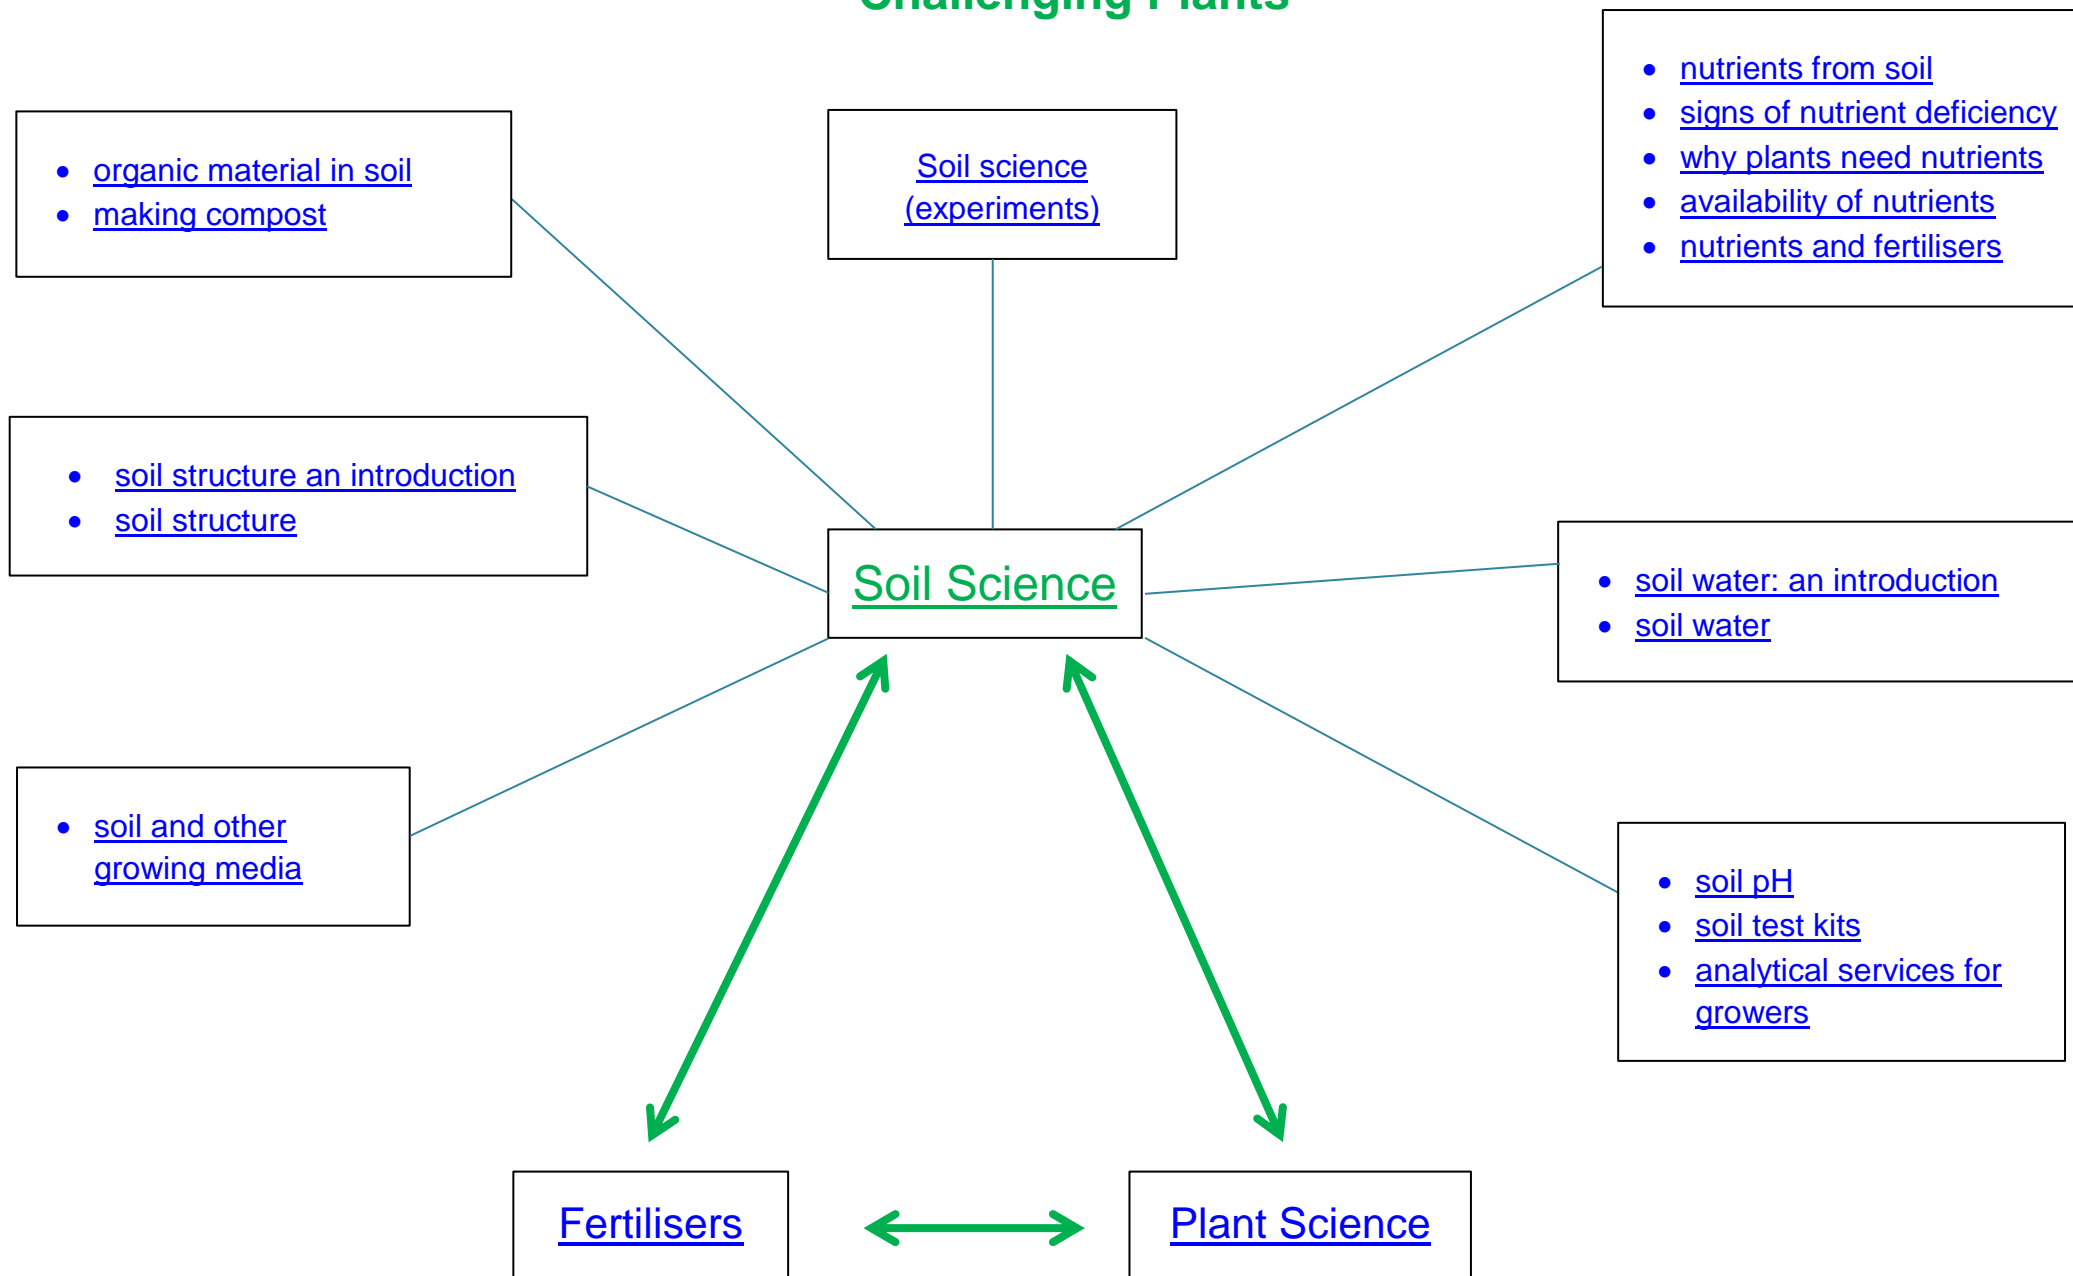 Challenging Plants
• organic material in soil
• making compost
Soil science
(experiments)
• nutrients from soil
• signs of nutrient deficiency
• why plants need nutrients
• availability of nutrients
• nutrients and fertilisers
• soil structure an introduction
• soil structure
Soil Science
• soil water: an introduction
• soil water
• soil and other
growing media
• soil pH
• soil test kits
• analytical services for
growers
Fertilisers
Plant Science